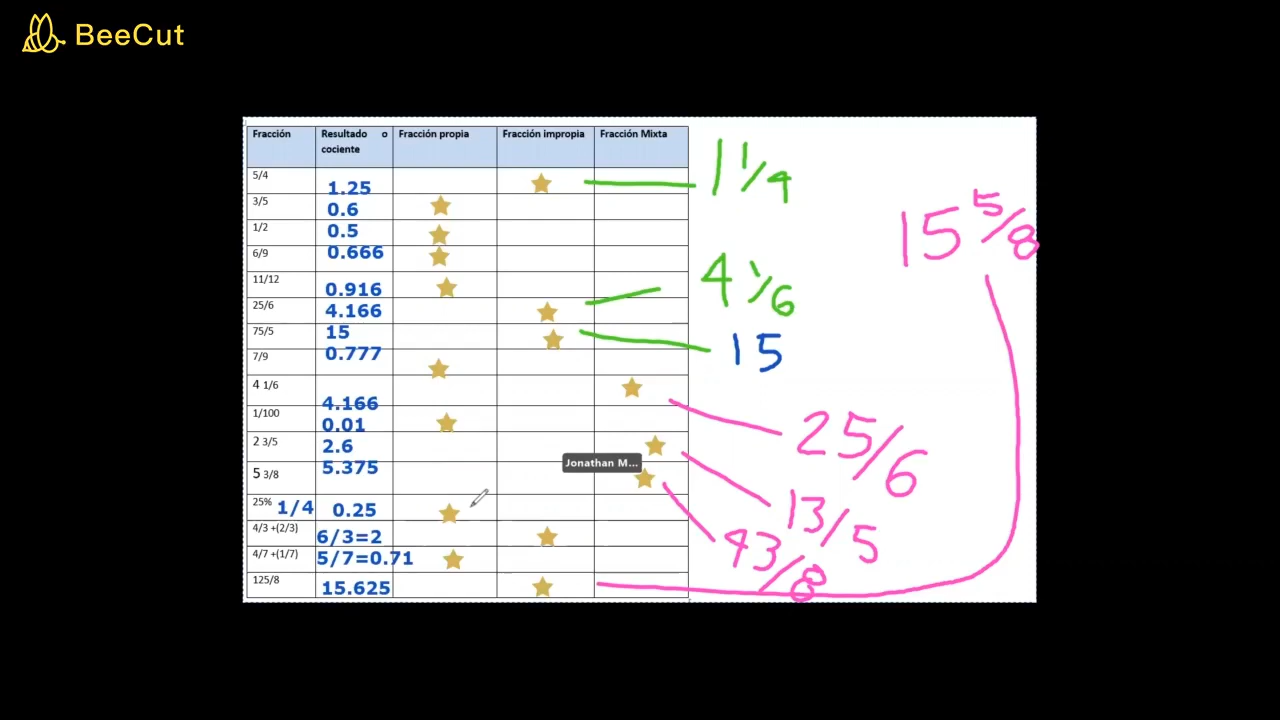 BeeCut
Fracción Resultado o cociente Fracción propia Fracción impropia Fracción Mixta
5/4 1.25 1 1/4
3/5 0.6
1/2 0.5
6/9 0.666
11/12 0.916
25/6 4.166 4 1/6
75/5 15 15
7/9 0.777
4 1/6 4.166 25/6
1/100 0.01
2 3/5 2.6 13/5
Jonathan M...
5 3/8 5.375 43/8
25% 1/4 0.25
4/3 +(2/3) 6/3=2
4/7 +(1/7) 5/7=0.71
125/8 15.625 15 5/8